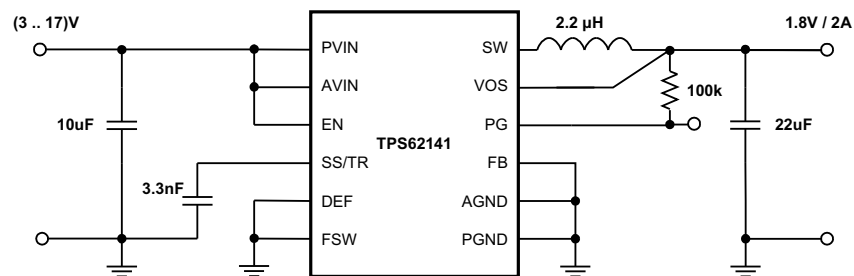 (3 .. 17)V
2.2 µH
1.8V / 2A
PVIN
SW
AVIN
VOS
100k
10uF
EN
PG
22uF
TPS62141
SS/TR
FB
3.3nF
DEF
AGND
FSW
PGND